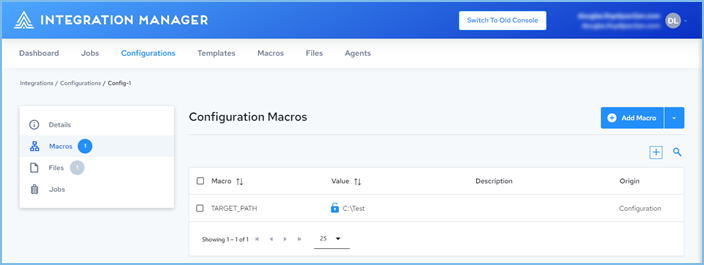 INTEGRATION MANAGER
Switch To Old Console
DL
Dashboard Jobs Configurations Templates Macros Files Agents
Integrations / Configurations / Config-1
Details
Macros 1
Files 1
Jobs
Configuration Macros
Add Macro
Macro Value Description Origin
TARGET_PATH C:\Test Configuration
Showing 1 – 1 of 1 25